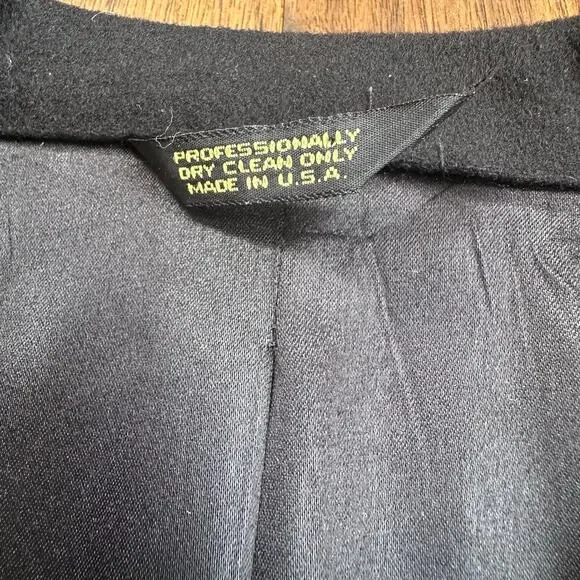 PROFESSIONALLY
DRY CLEAN ONLY
MADE IN U.S.A.